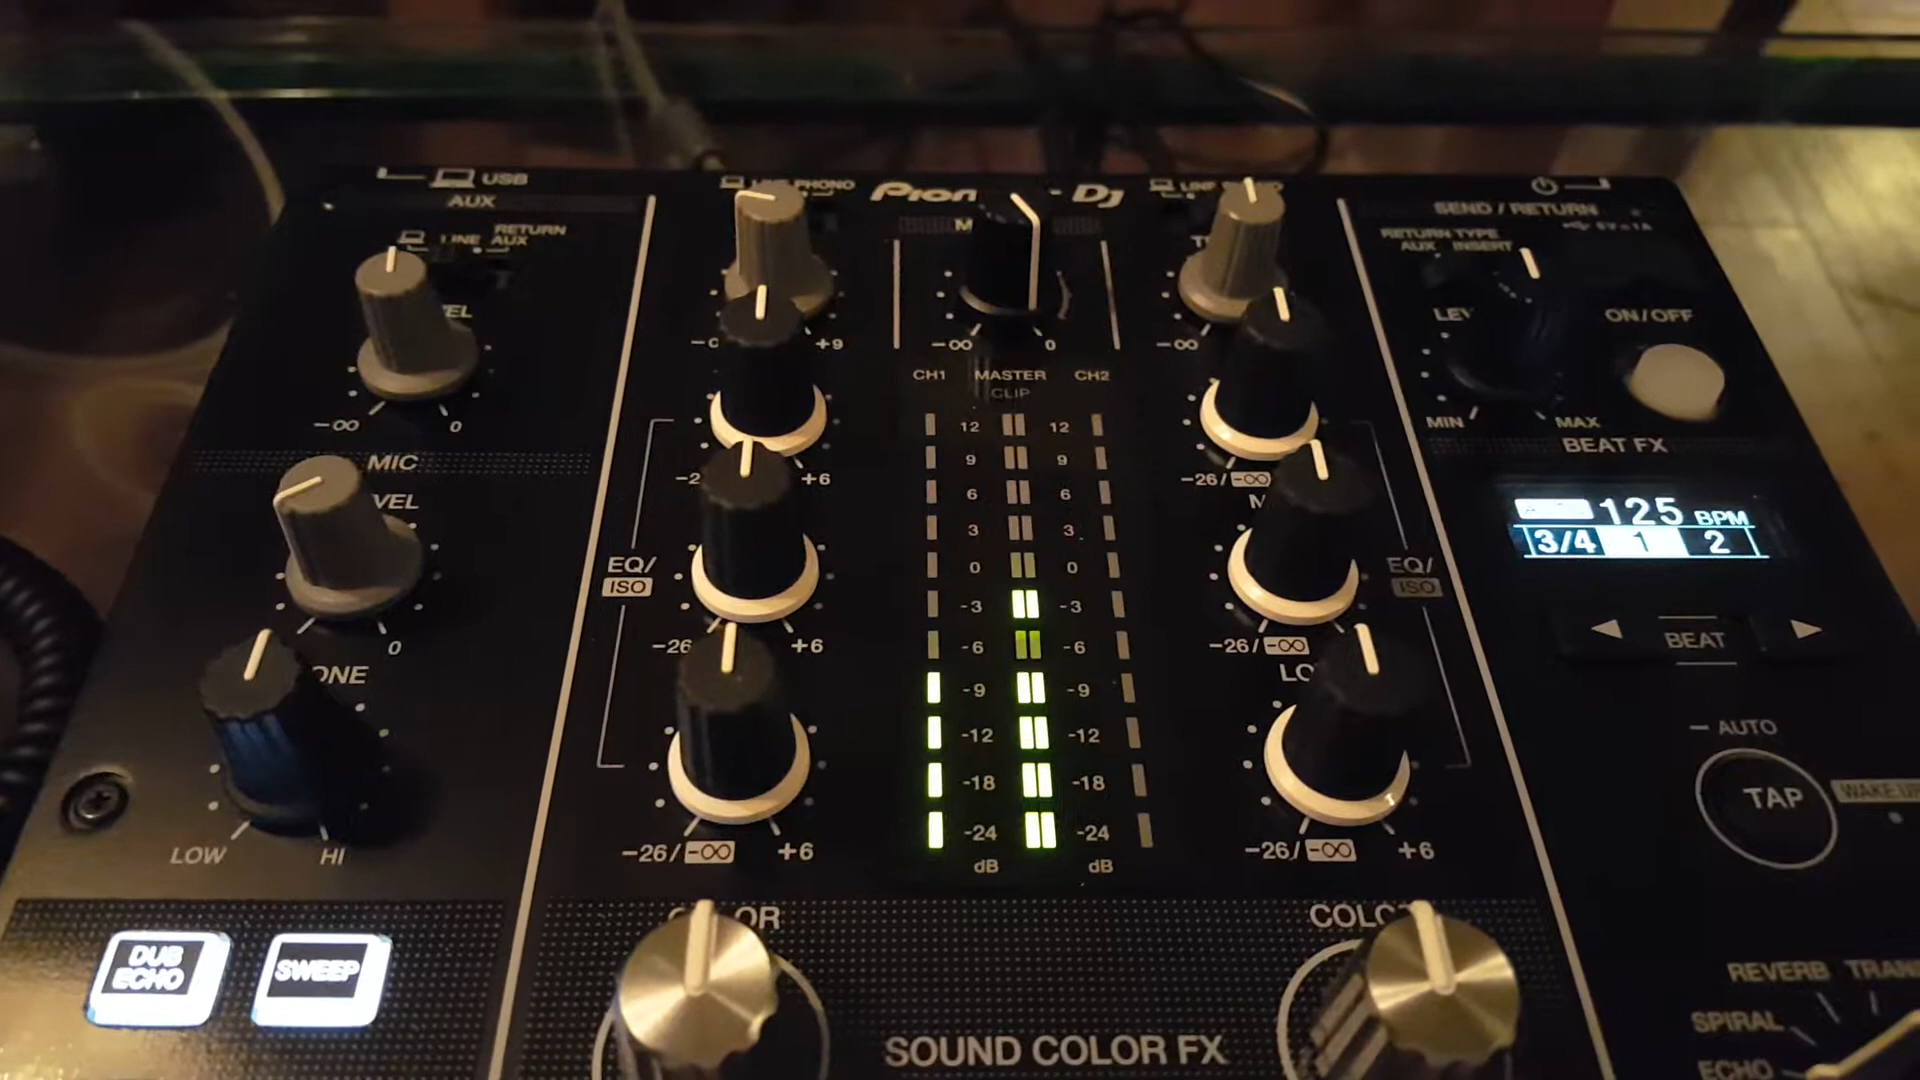 USB
AUX
RETURN
LINE AUX
-∞ 0
MIC
0
LOW HI
DUB ECHO
SWEEP
LINE PHONO
+9
+6
EQ/
ISO
-26 +6
-26/-∞ +6
DJ
-∞ 0
CH1 MASTER CH2
CLIP
12 12
9 9
6 6
3 3
0 0
-3 -3
-6 -6
-9 -9
-12 -12
-18 -18
-24 -24
dB dB
-∞
-26/-∞
-26/-∞
EQ/
ISO
-26/-∞ +6
SOUND COLOR FX
SEND / RETURN
RETURN TYPE
AUX INSERT
ON/OFF
MIN MAX
BEAT FX
125 BPM
3/4 1 2
BEAT
AUTO
TAP
REVERB
SPIRAL
ECHO